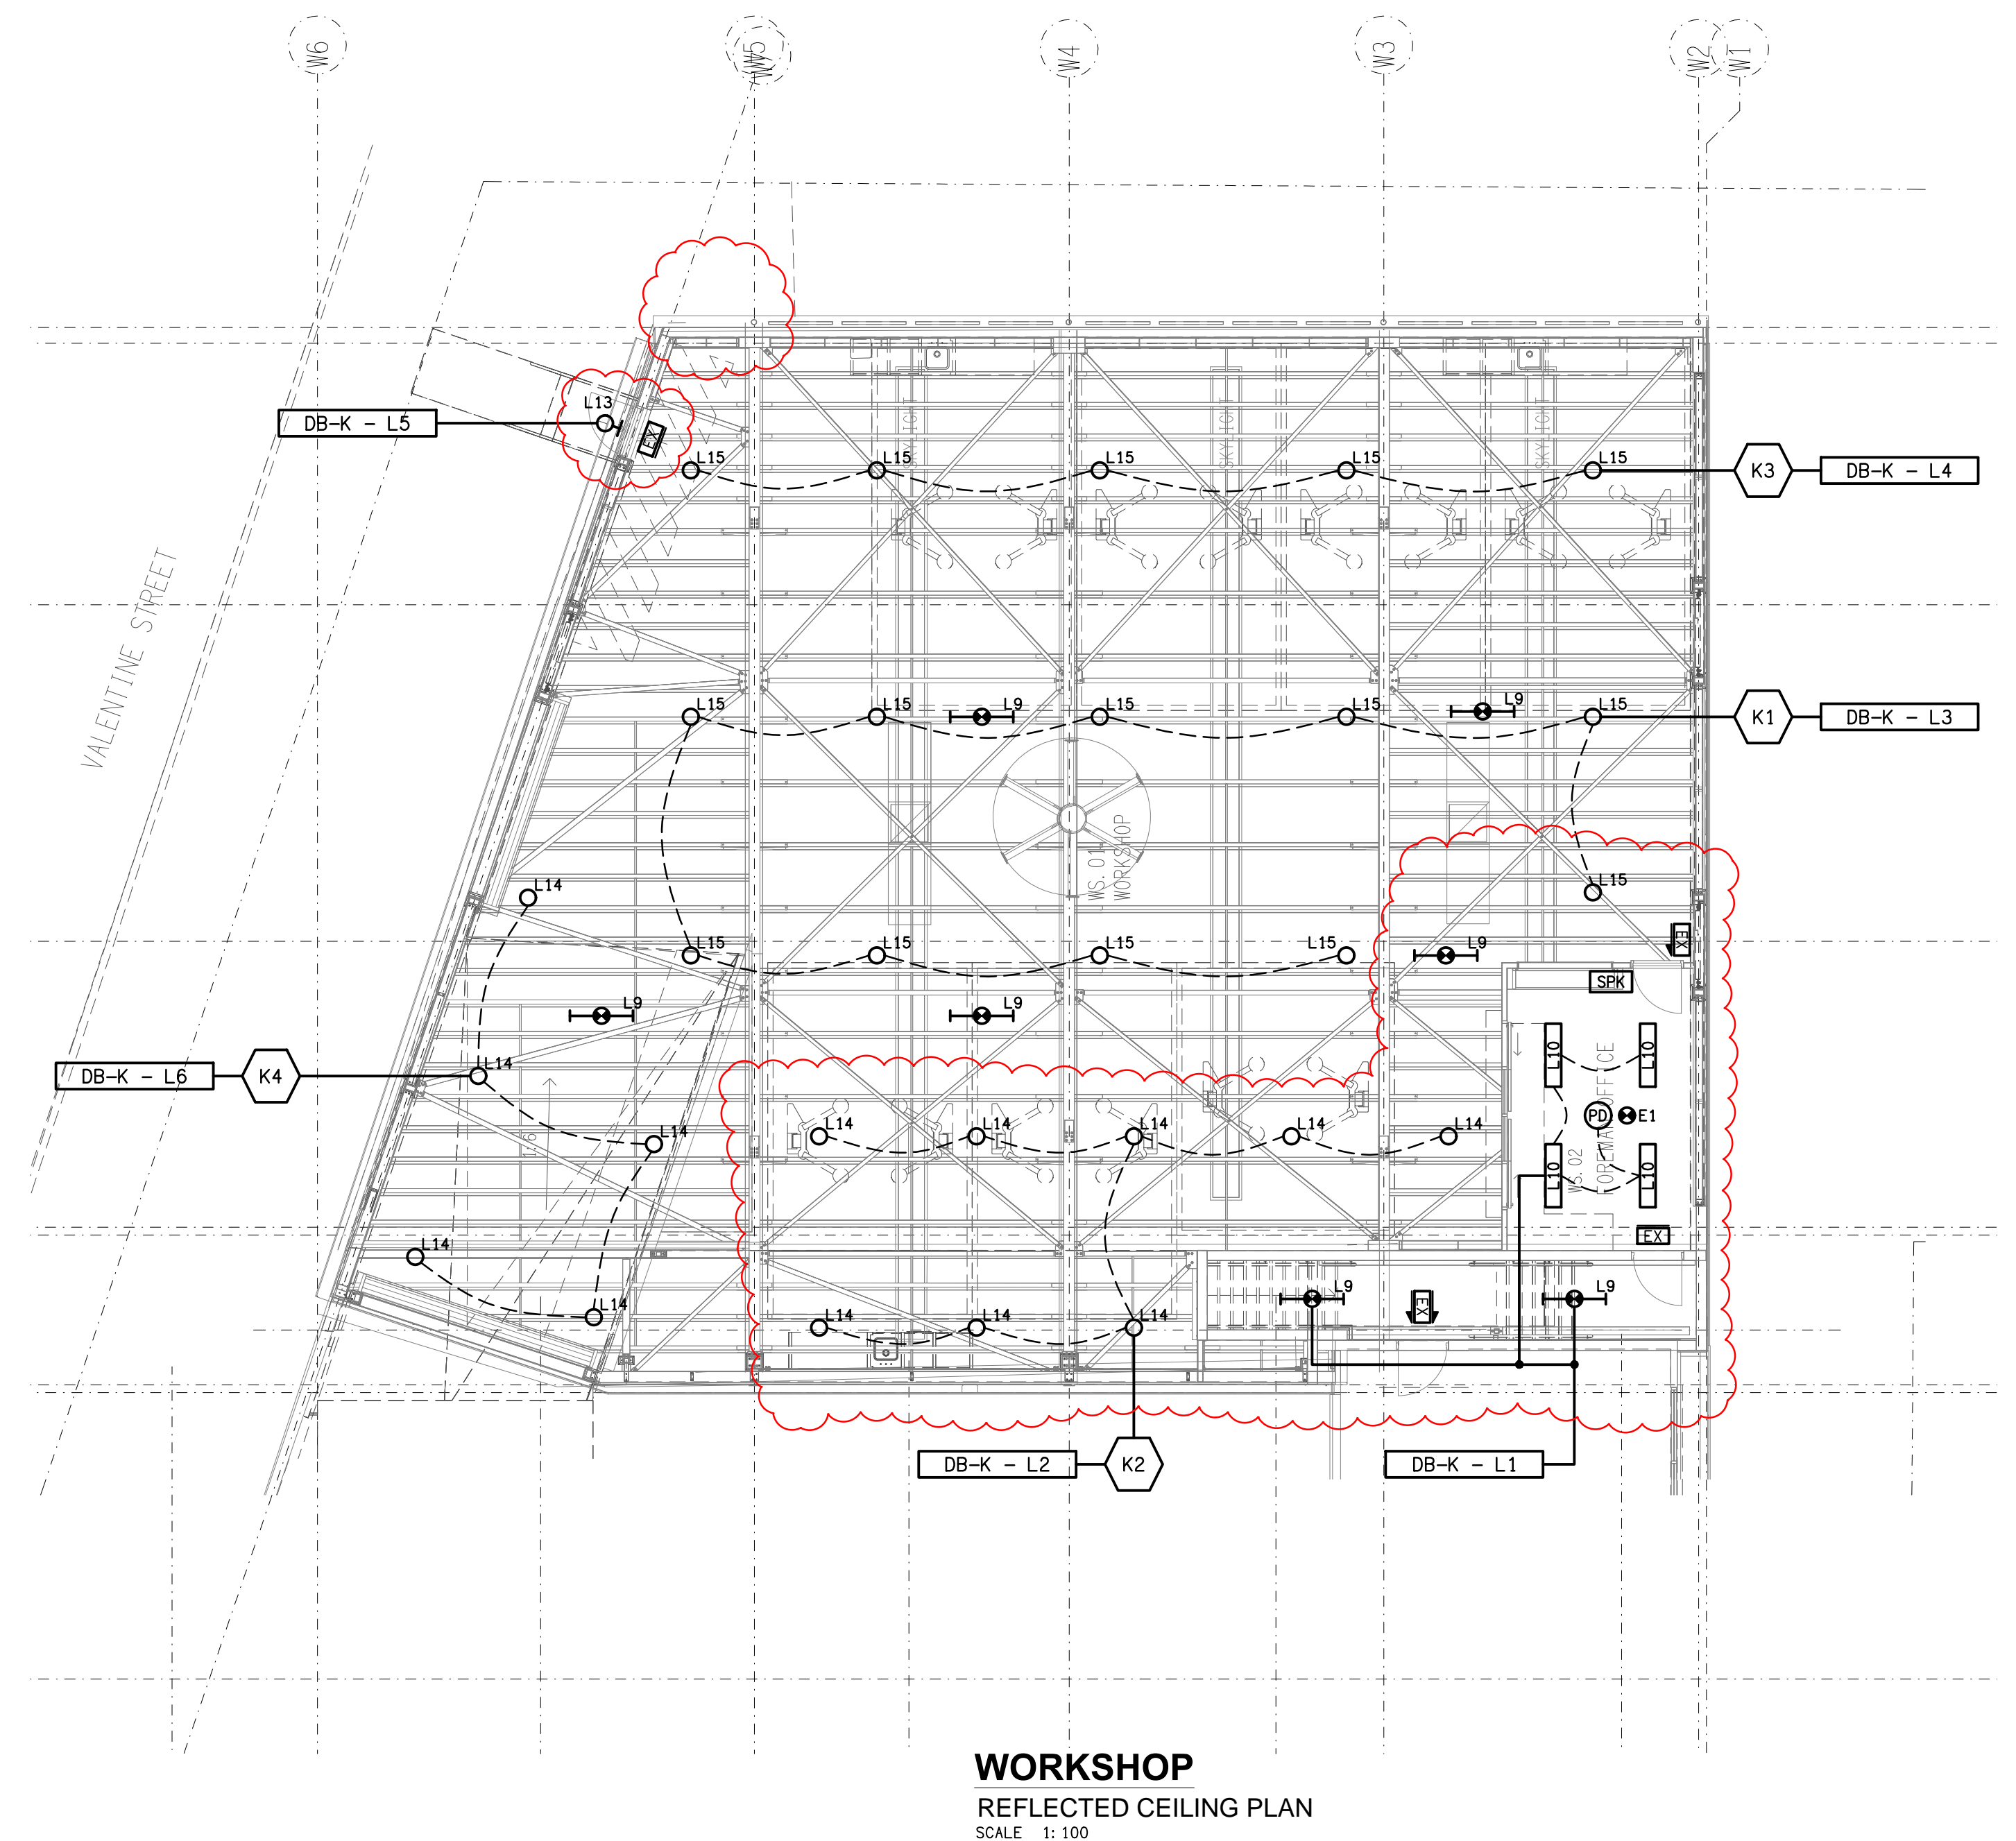 W6
W5
W4
W3
W2
W1
L13
DB-K - L5
EX
SKYLIGHT
SKYLIGHT
SKYLIGHT
L15
L15
L15
L15
L15
K3
DB-K - L4
VALENTINE STREET
L15
L15
L9
L15
L15
L9
L15
K1
DB-K - L3
WS.01
WORKSHOP
L14
L15
L15
L15
L15
L15
L9
EX
SPK
L9
L9
L10
L10
DB-K - L6
K4
L14
PD
E1
L14
L14
L14
L14
L14
L14
1:6
L10
L10
WS.02
FOREMAN OFFICE
L14
EX
L14
L14
L14
L14
L9
EX
L9
DB-K - L2
K2
DB-K - L1
WORKSHOP
REFLECTED CEILING PLAN
SCALE 1:100